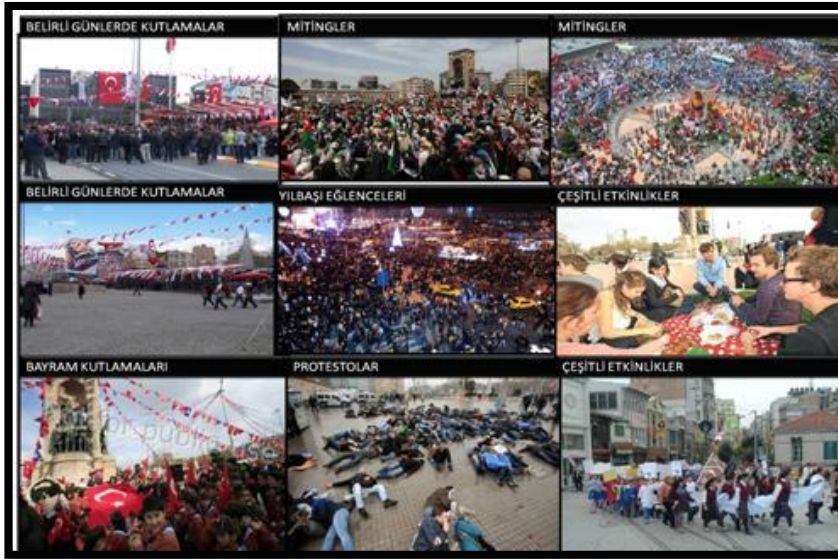 BELİRLİ GÜNLERDE KUTLAMALAR
MİTİNGLER
MİTİNGLER
BELİRLİ GÜNLERDE KUTLAMALAR
YILBAŞI EĞLENCELERİ
ÇEŞİTLİ ETKİNLİKLER
BAYRAM KUTLAMALARI
PROTESTOLAR
ÇEŞİTLİ ETKİNLİKLER